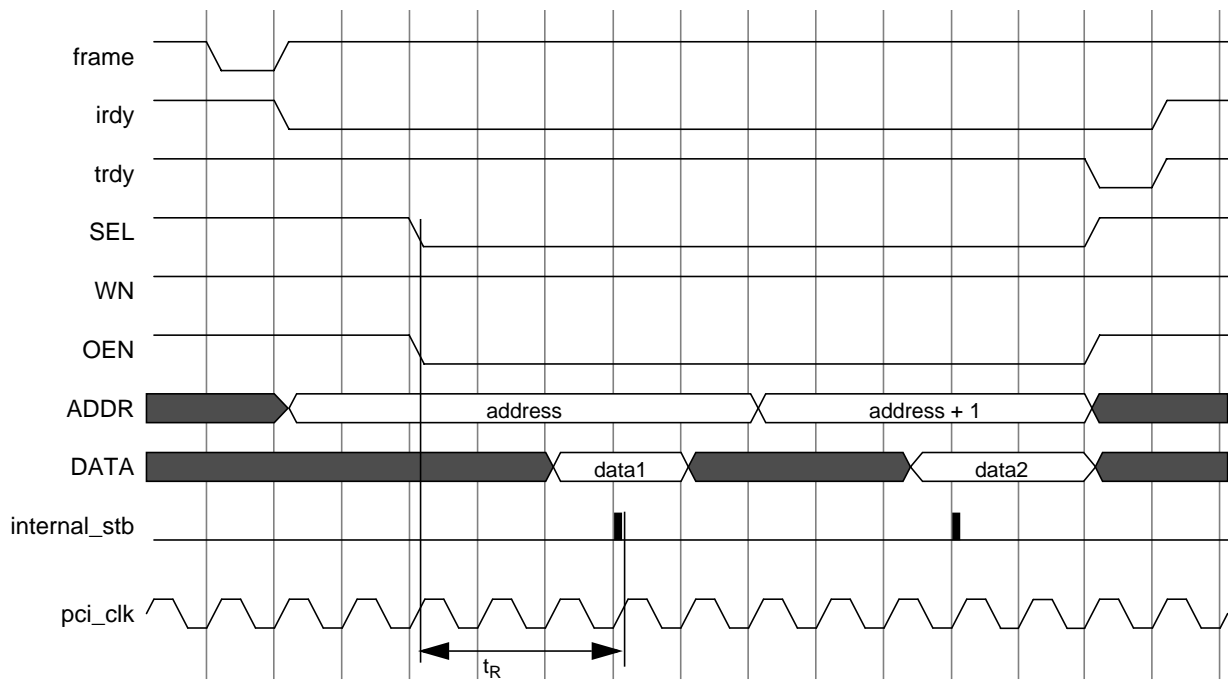 frame
irdy
trdy
SEL
WN
OEN
ADDR address address + 1
DATA data1 data2
internal_stb
pci_clk
tR